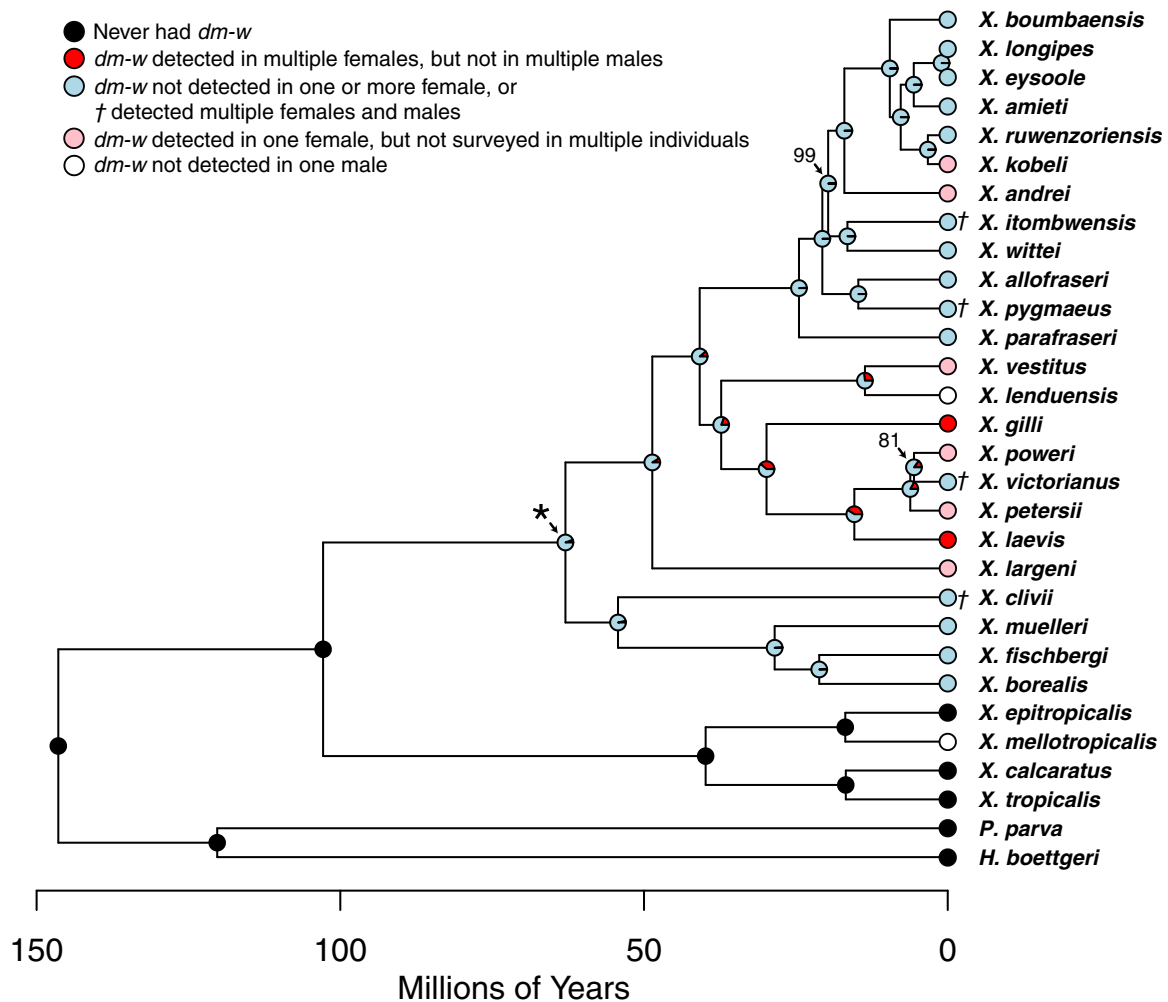 Never had dm-w
dm-w detected in multiple females, but not in multiple males
dm-w not detected in one or more female, or
† detected multiple females and males
dm-w detected in one female, but not surveyed in multiple individuals
dm-w not detected in one male
X. boumbaensis
X. longipes
X. eysoole
X. amieti
X. ruwenzoriensis
99
X. kobeli
X. andrei
† X. itombwensis
X. wittei
X. allofraseri
† X. pygmaeus
X. parafraseri
X. vestitus
X. lenduensis
X. gilli
81
X. poweri
† X. victorianus
X. petersii
*
X. laevis
X. largeni
† X. clivii
X. muelleri
X. fischbergi
X. borealis
X. epitropicalis
X. mellotropicalis
X. calcaratus
X. tropicalis
P. parva
H. boettgeri
150 100 50 0
Millions of Years